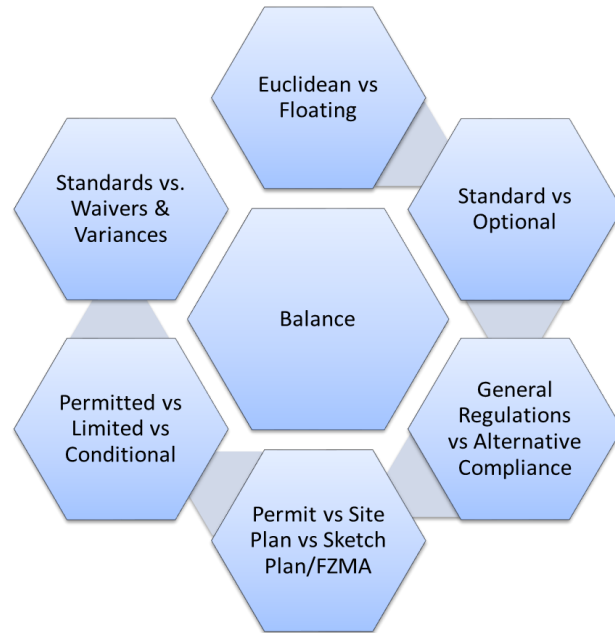 Euclidean vs
Floating
Standard vs
Optional
General
Regulations
vs Alternative
Compliance
Permit vs Site
Plan vs Sketch
Plan/FZMA
Permitted vs
Limited vs
Conditional
Standards vs.
Waivers &
Variances
Balance